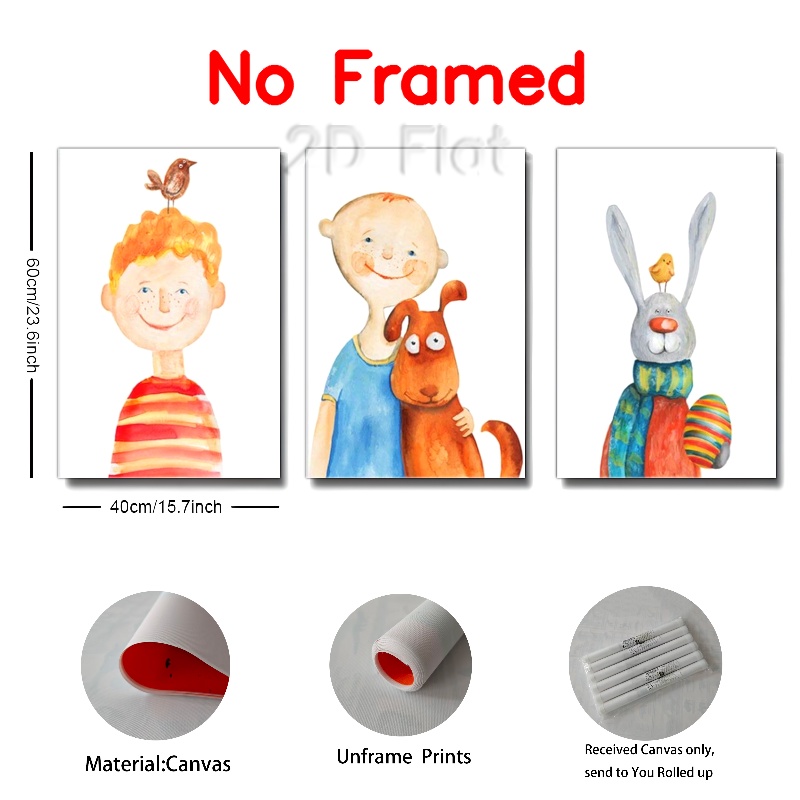 No Framed
2D Flat
60cm/23.6inch
40cm/15.7inch
Material:Canvas
Unframe Prints
Received Canvas only,
send to You Rolled up